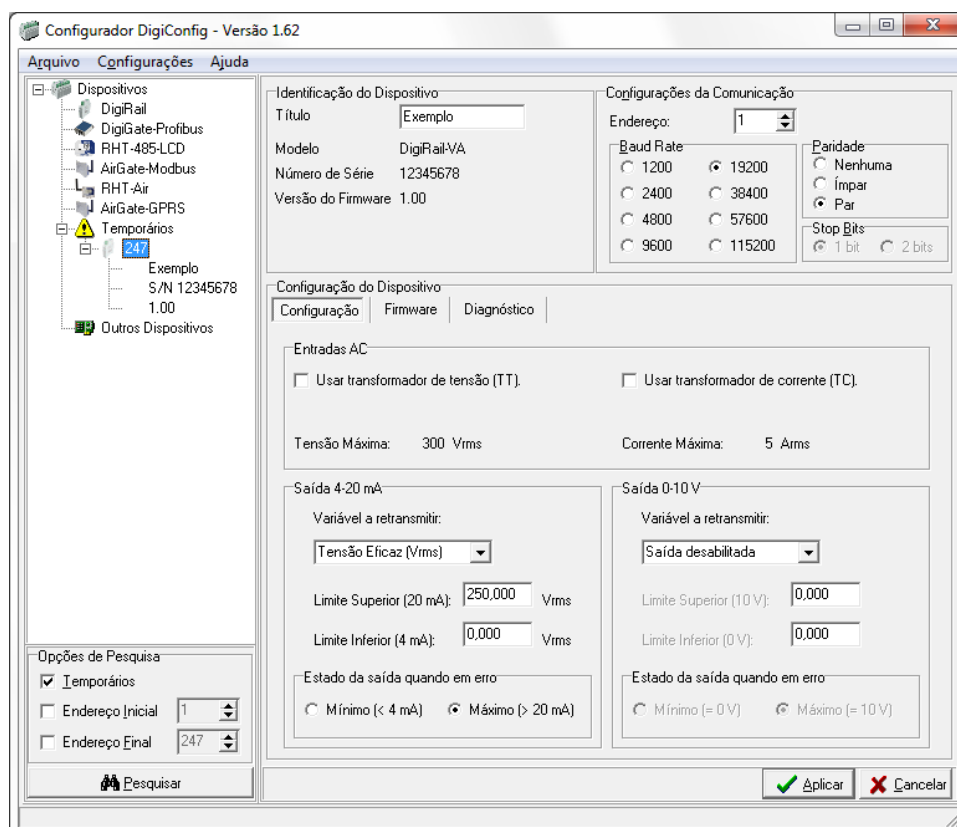 Configurador DigiConfig - Versão 1.62
Arquivo Configurações Ajuda
Dispositivos
DigiRail
DigiGate-Profibus
RHT-485-LCD
AirGate-Modbus
RHT-Air
AirGate-GPRS
Temporários
247
Exemplo
S/N 12345678
1.00
Outros Dispositivos
Opções de Pesquisa
Temporários
Endereço Inicial 1
Endereço Final 247
Pesquisar
Identificação do Dispositivo
Título Exemplo
Modelo DigiRail-VA
Número de Série 12345678
Versão do Firmware 1.00
Configurações da Comunicação
Endereço: 1
Baud Rate
1200 19200
2400 38400
4800 57600
9600 115200
Paridade
Nenhuma
Ímpar
Par
Stop Bits
1 bit 2 bits
Configuração do Dispositivo
Configuração Firmware Diagnóstico
Entradas AC
Usar transformador de tensão (TT). Usar transformador de corrente (TC).
Tensão Máxima: 300 Vrms Corrente Máxima: 5 Arms
Saída 4-20 mA
Variável a retransmitir:
Tensão Eficaz (Vrms)
Limite Superior (20 mA): 250,000 Vrms
Limite Inferior (4 mA): 0,000 Vrms
Estado da saída quando em erro
Mínimo (< 4 mA) Máximo (> 20 mA)
Saída 0-10 V
Variável a retransmitir:
Saída desabilitada
Limite Superior (10 V): 0,000
Limite Inferior (0 V): 0,000
Estado da saída quando em erro
Mínimo (= 0 V) Máximo (= 10 V)
Aplicar Cancelar